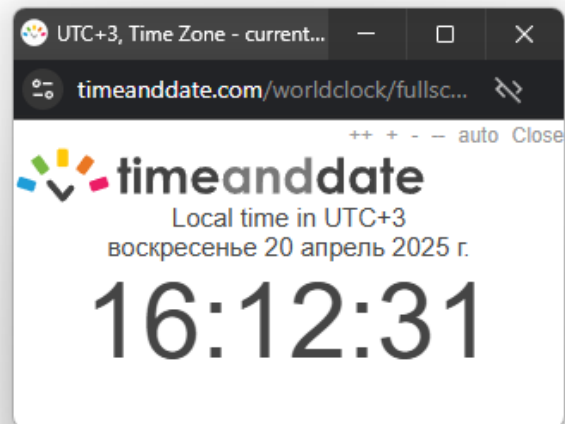 UTC+3, Time Zone - current...
timeanddate.com/worldclock/fullsc...
++ + - -- auto Close
timeanddate
Local time in UTC+3
воскресенье 20 апрель 2025 г.
16:12:31